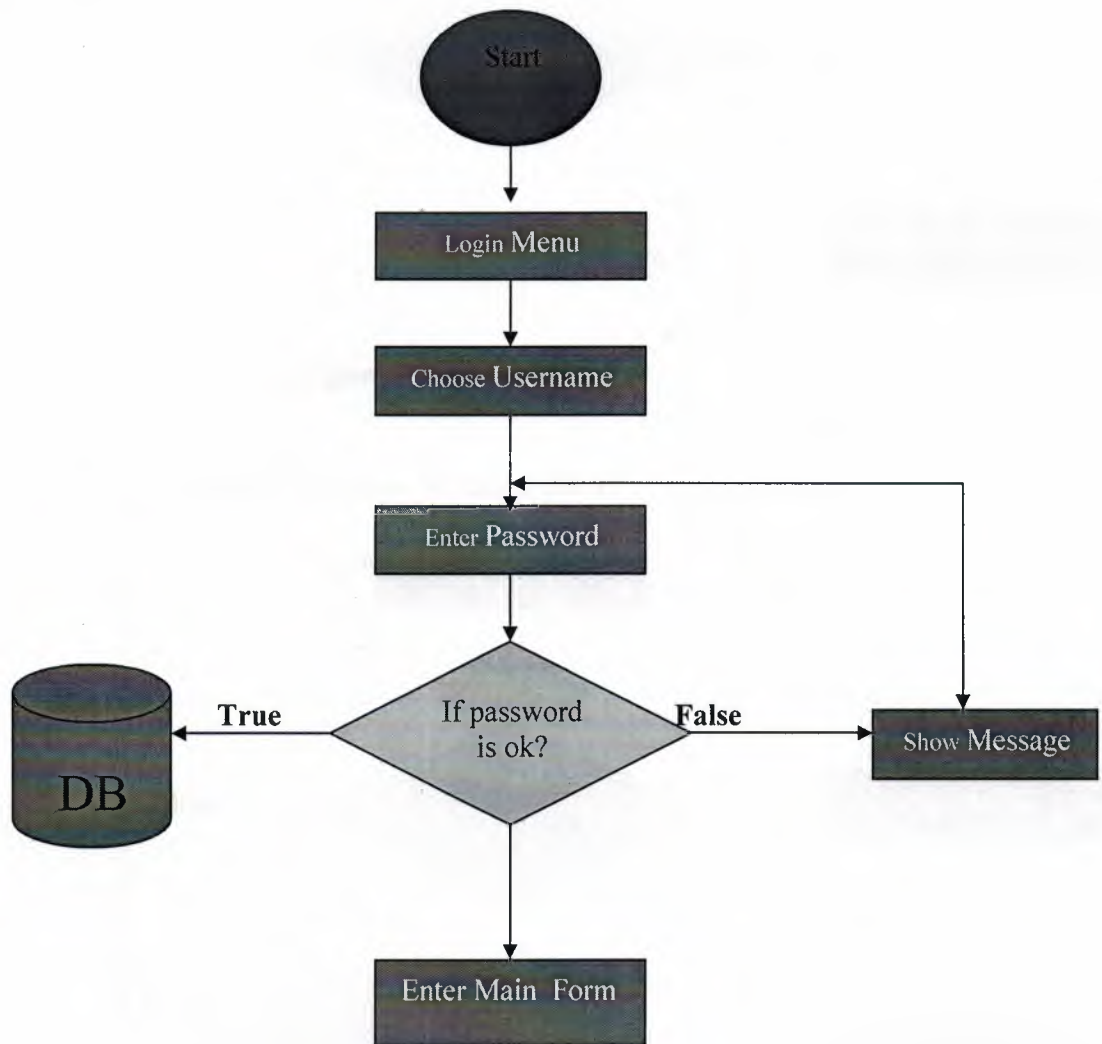 Start
Login Menu
Choose Username
Enter Password
If password
is ok?
True
False
Show Message
DB
Enter Main Form